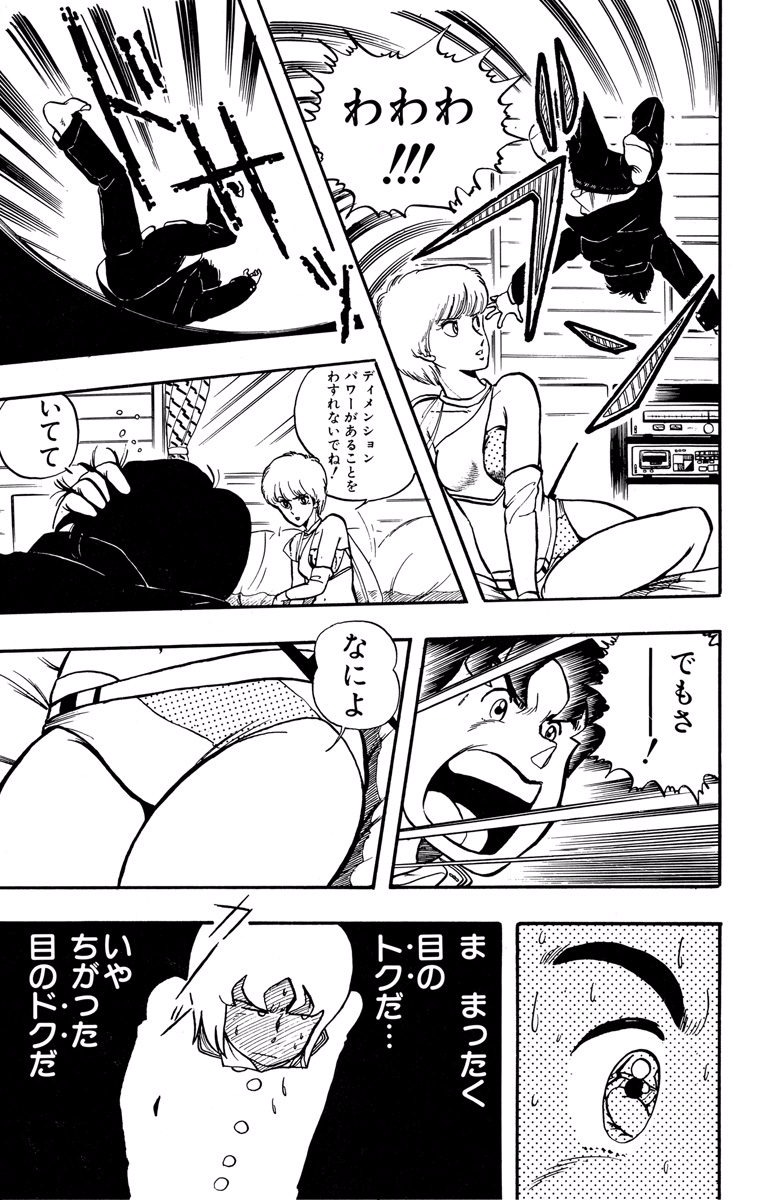 わわわ
!!!
ドサ
ディメンション
パワーがあることを
わすれないでね!
いてて
でもさ
ーー!
なによ
ま まったく
目の
トクだ…
いや
ちがった
目のドクだ